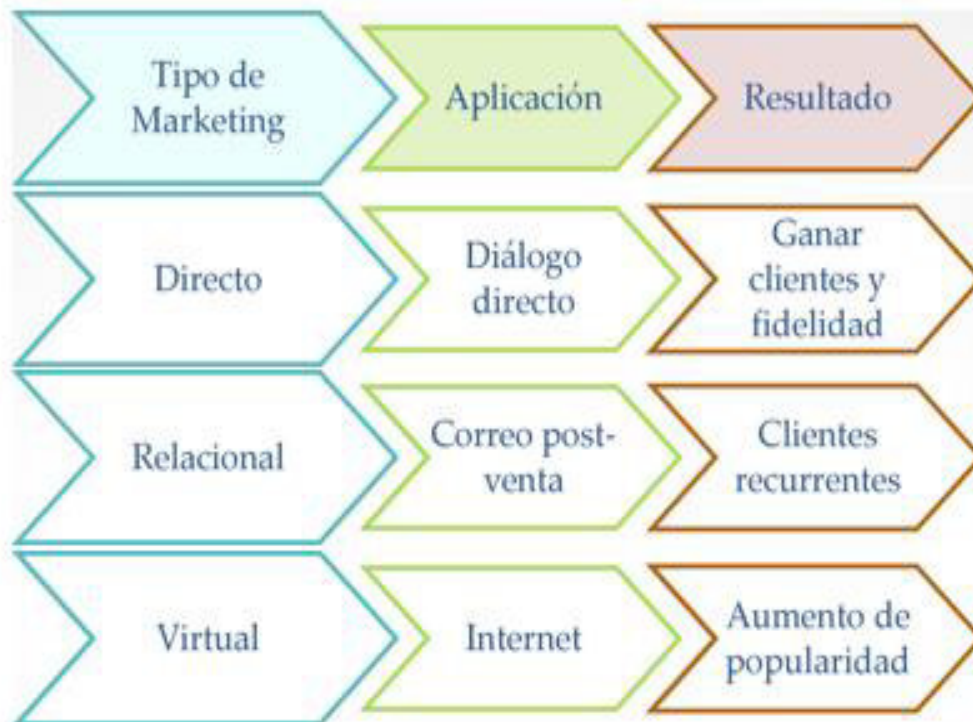 Tipo de
Marketing
Aplicación
Resultado
Directo
Diálogo
directo
Ganar
clientes y
fidelidad
Relacional
Correo post-
venta
Clientes
recurrentes
Virtual
Internet
Aumento de
popularidad